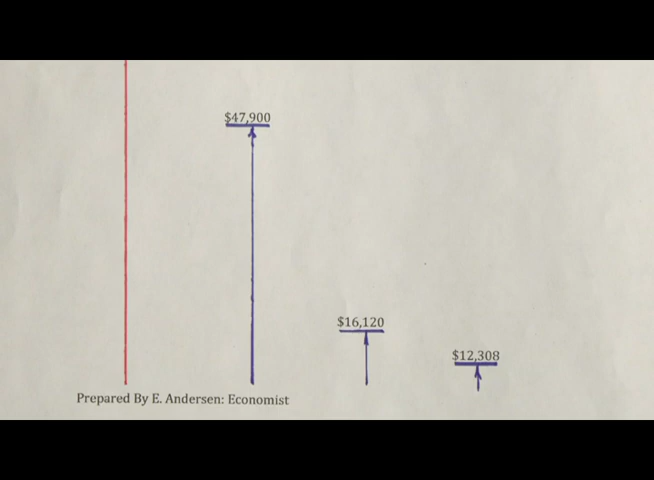 $47,900
$16,120
$12,308
Prepared By E. Andersen: Economist